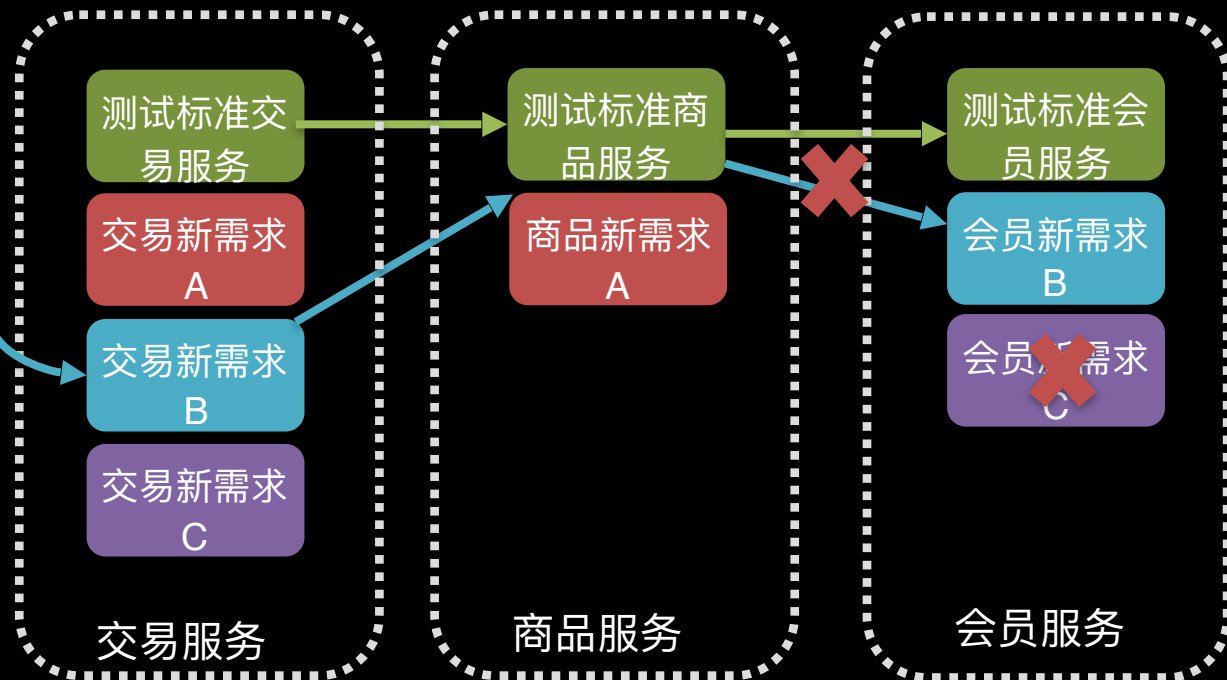 测试标准交
易服务
交易新需求
A
交易新需求
B
交易新需求
C
交易服务
测试标准商
品服务
商品新需求
A
商品服务
测试标准会
员服务
会员新需求
B
会员新需求
C
会员服务